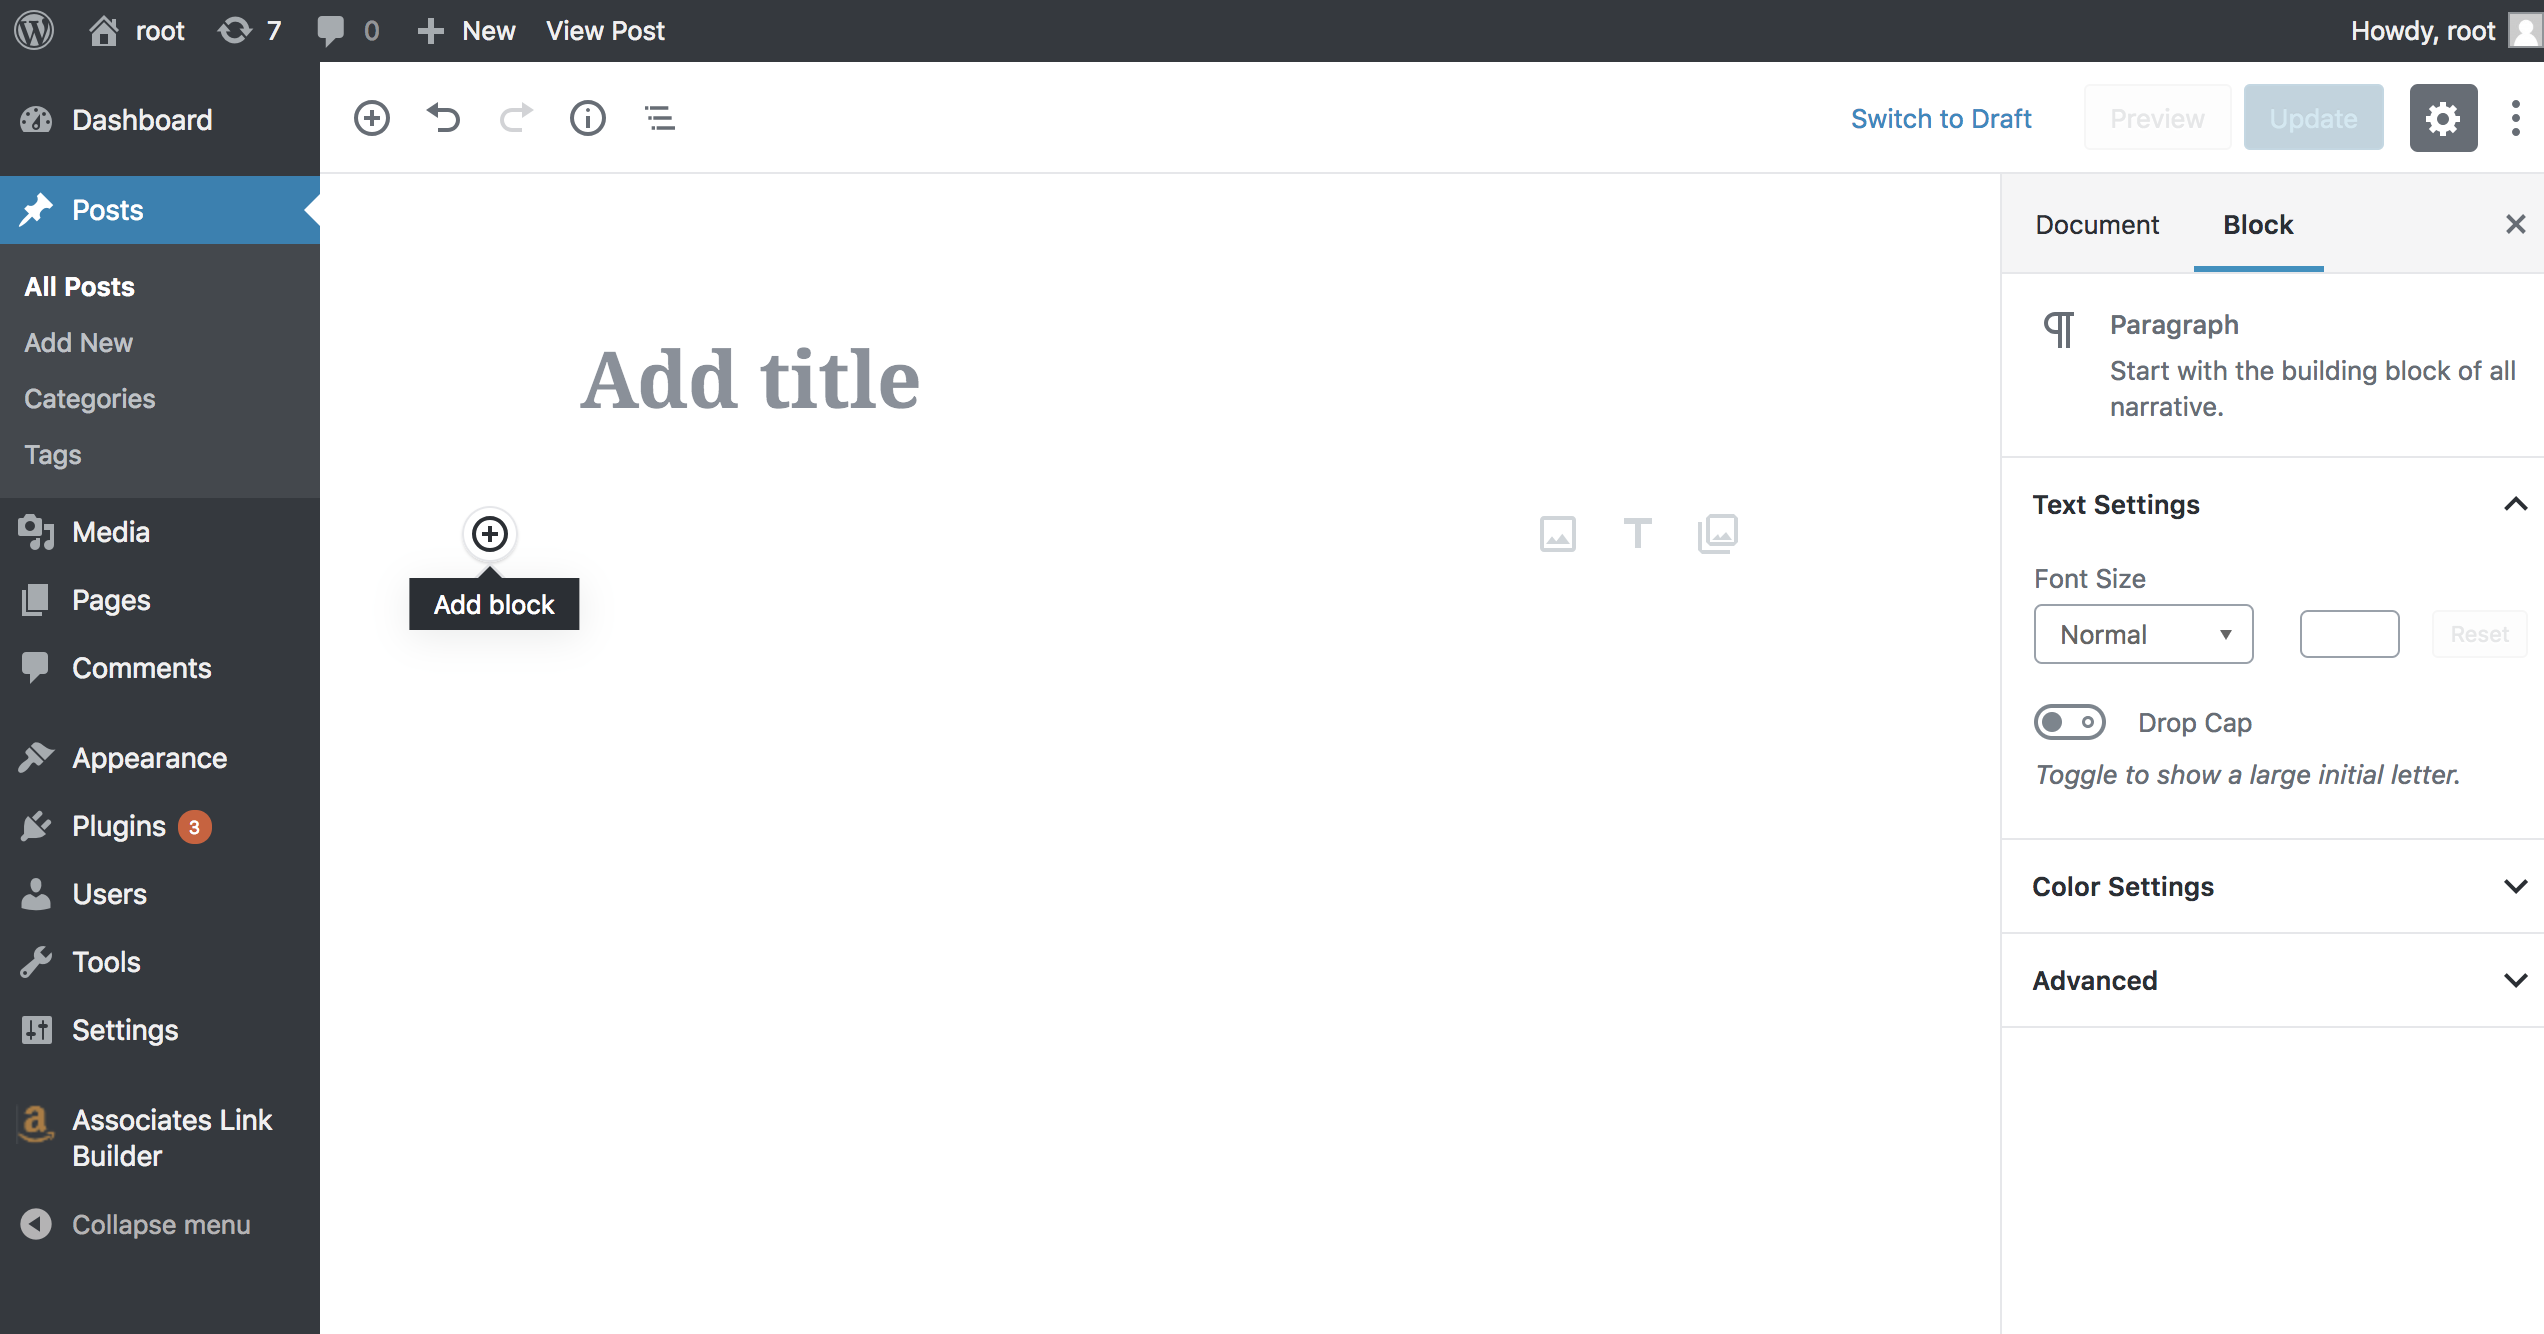 root 7 0 New View Post Howdy, root
Dashboard
Posts
All Posts
Add New
Categories
Tags
Media
Pages
Comments
Appearance
Plugins 3
Users
Tools
Settings
Associates Link
Builder
Collapse menu
Switch to Draft Preview Update
Add title
Add block
Document Block
Paragraph
Start with the building block of all
narrative.
Text Settings
Font Size
Normal Reset
Drop Cap
Toggle to show a large initial letter.
Color Settings
Advanced